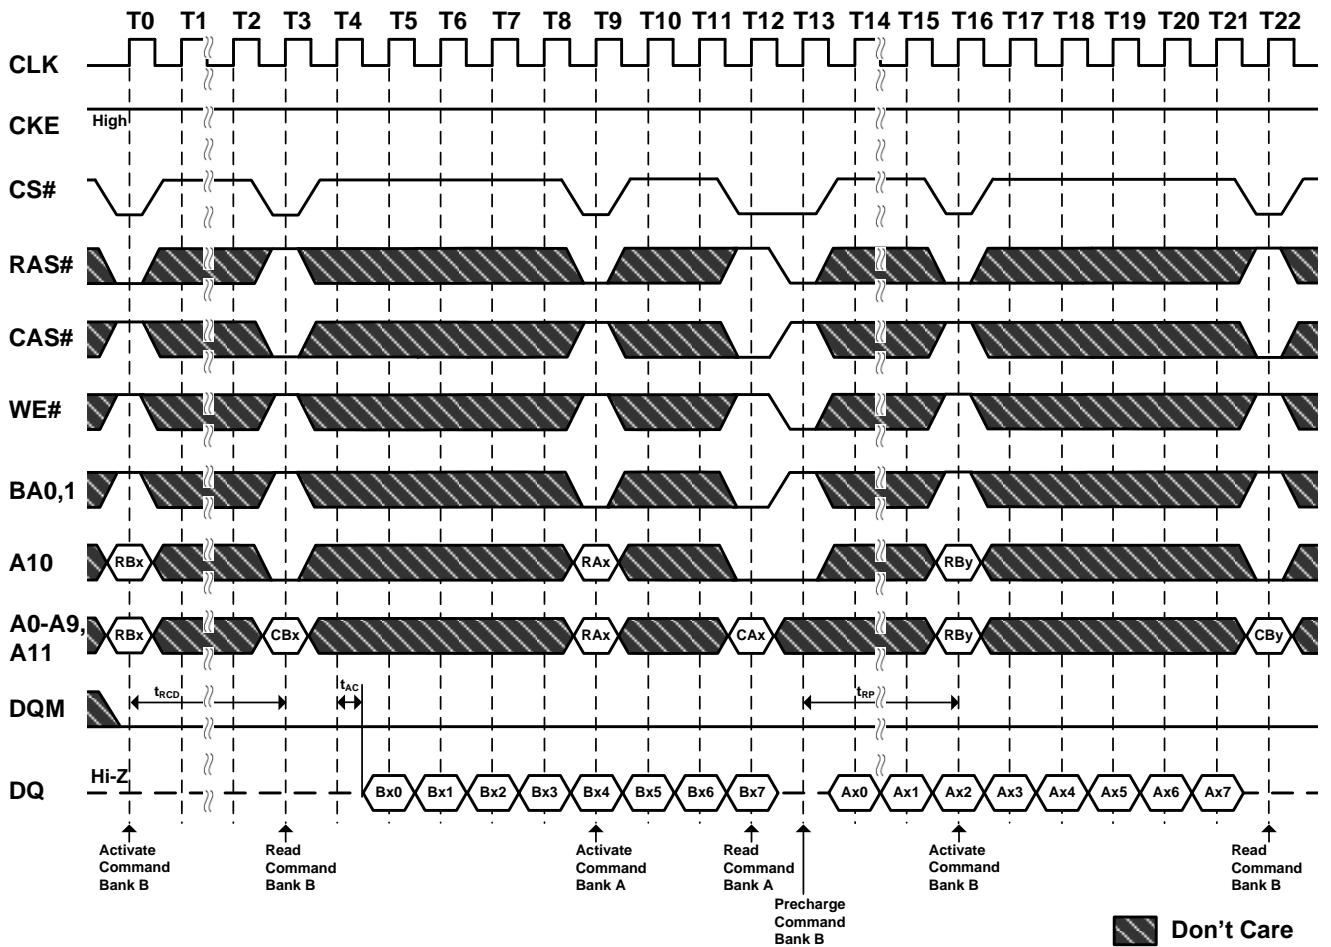 T0 T1 T2 T3 T4 T5 T6 T7 T8 T9 T10 T11 T12 T13 T14 T15 T16 T17 T18 T19 T20 T21 T22
CLK
CKE High
CS#
RAS#
CAS#
WE#
BA0,1
A10 RBx RAx RBy
A0-A9,
A11 RBx CBx RAx CAx RBy CBy
DQM tRCD tAC tRP
DQ Hi-Z Bx0 Bx1 Bx2 Bx3 Bx4 Bx5 Bx6 Bx7 Ax0 Ax1 Ax2 Ax3 Ax4 Ax5 Ax6 Ax7
Activate
Command
Bank B
Read
Command
Bank B
Activate
Command
Bank A
Read
Command
Bank A
Precharge
Command
Bank B
Activate
Command
Bank B
Read
Command
Bank B
Don't Care